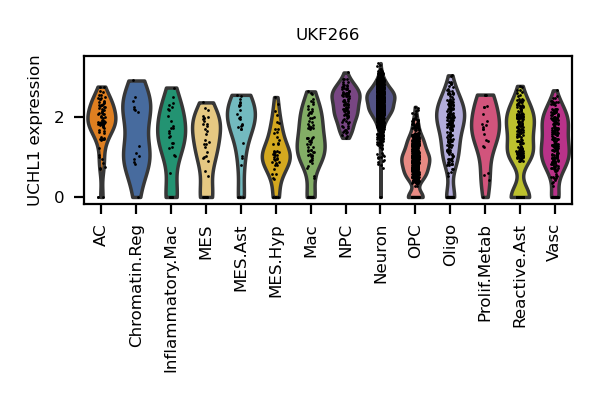 UKF266
UCHL1 expression
2
0
AC
Chromatin.Reg
Inflammatory.Mac
MES
MES.Ast
MES.Hyp
Mac
NPC
Neuron
OPC
Oligo
Prolif.Metab
Reactive.Ast
Vasc